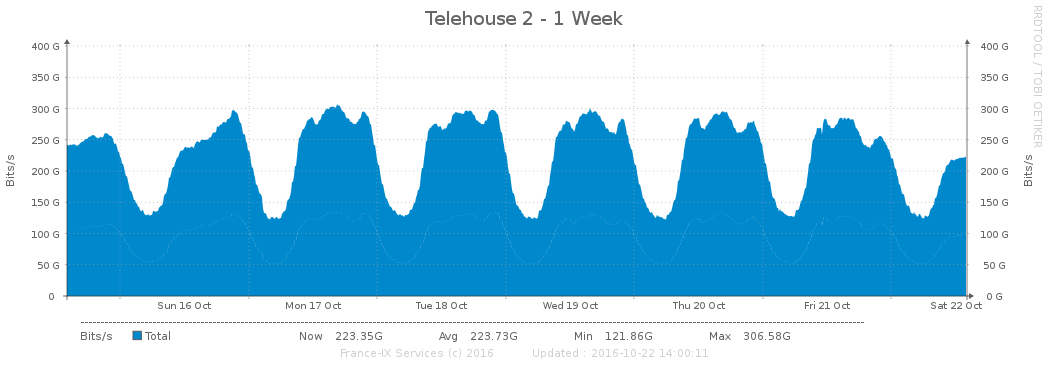 Telehouse 2 - 1 Week
RRDTOOL / TOBI OETIKER
400 G 400 G
350 G 350 G
300 G 300 G
250 G 250 G
200 G 200 G
150 G 150 G
100 G 100 G
50 G 50 G
0 0 G
Bits/s Bits/s
Sun 16 Oct Mon 17 Oct Tue 18 Oct Wed 19 Oct Thu 20 Oct Fri 21 Oct Sat 22 Oct
Bits/s Total Now 223.35G Avg 223.73G Min 121.86G Max 306.58G
France-IX Services (c) 2016 Updated : 2016-10-22 14:00:11